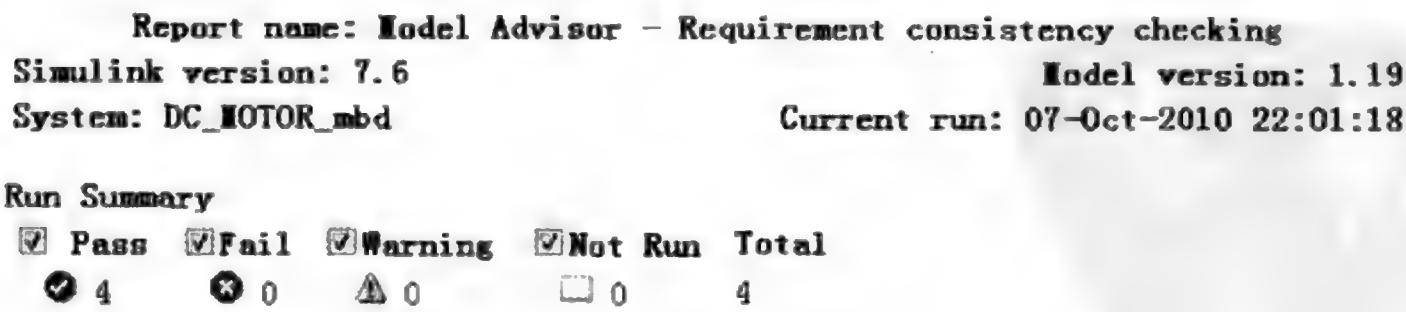 Report name: Model Advisor - Requirement consistency checking
Simulink version: 7.6 Model version: 1.19
System: DC_MOTOR_mbd Current run: 07-Oct-2010 22:01:18
Run Summary
Pass Fail Warning Not Run Total
4 0 0 0 4